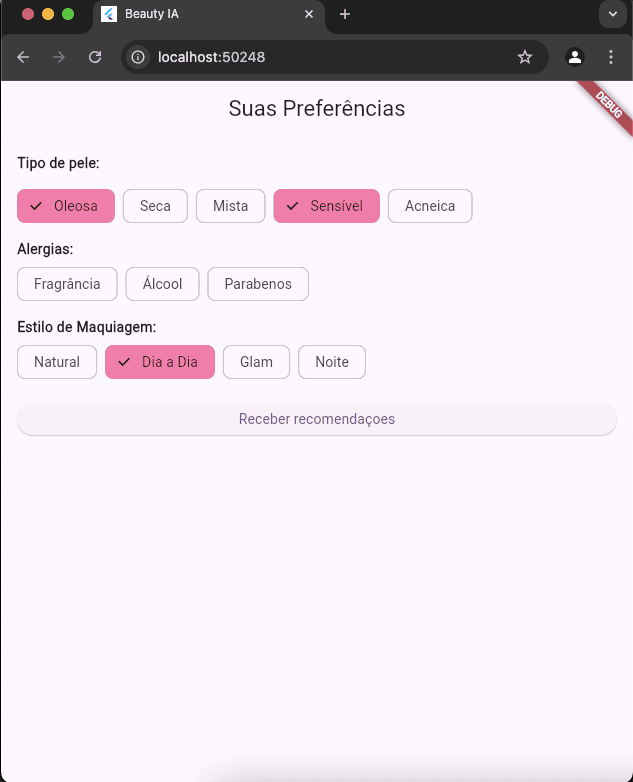 Beauty IA
localhost:50248
DEBUG
Suas Preferências
Tipo de pele:
Oleosa Seca Mista Sensível Acneica
Alergias:
Fragrância Álcool Parabenos
Estilo de Maquiagem:
Natural Dia a Dia Glam Noite
Receber recomendaçoes